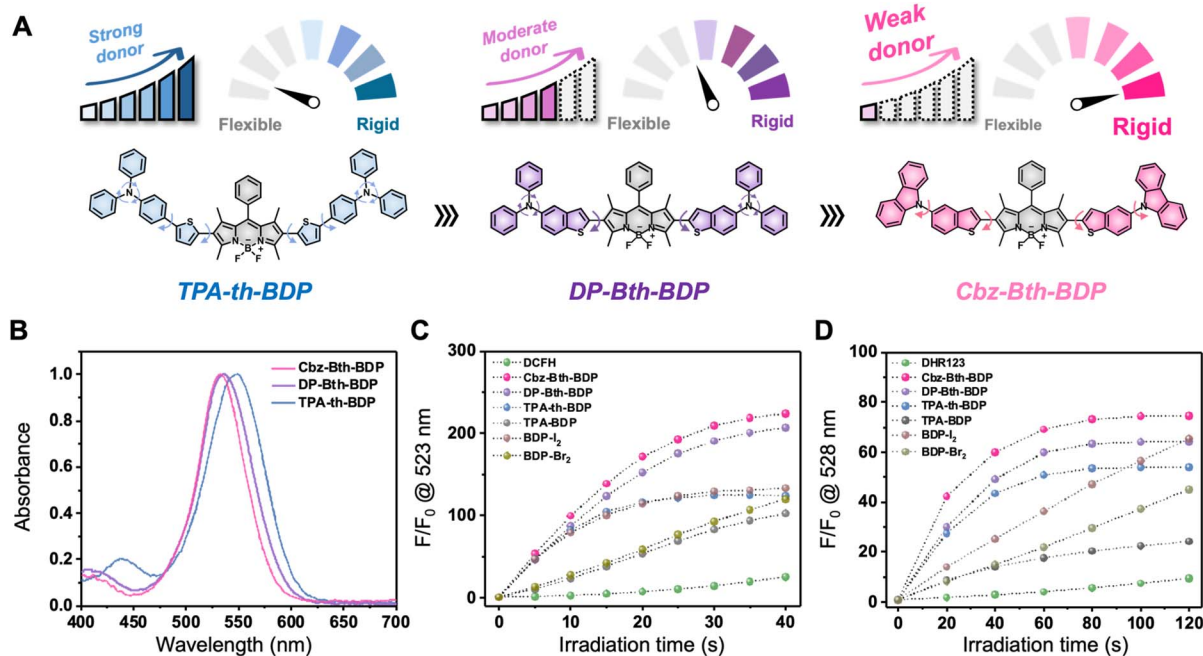 A
Strong
donor
Flexible
Rigid
Moderate
donor
Flexible
Rigid
Weak
donor
Flexible
Rigid
N
S
N
B
N
F
F
S
N
TPA-th-BDP
N
S
N
B
N
F
F
S
N
DP-Bth-BDP
N
S
N
B
N
F
F
S
N
Cbz-Bth-BDP
B
Absorbance
1.0
0.8
0.6
0.4
0.2
0.0
Cbz-Bth-BDP
DP-Bth-BDP
TPA-th-BDP
400 450 500 550 600 650 700
Wavelength (nm)
C
F/F₀ @ 523 nm
300
200
100
0
DCFH
Cbz-Bth-BDP
DP-Bth-BDP
TPA-th-BDP
TPA-BDP
BDP-I₂
BDP-Br₂
0 10 20 30 40
Irradiation time (s)
D
F/F₀ @ 528 nm
100
80
60
40
20
0
DHR123
Cbz-Bth-BDP
DP-Bth-BDP
TPA-th-BDP
TPA-BDP
BDP-I₂
BDP-Br₂
0 20 40 60 80 100 120
Irradiation time (s)